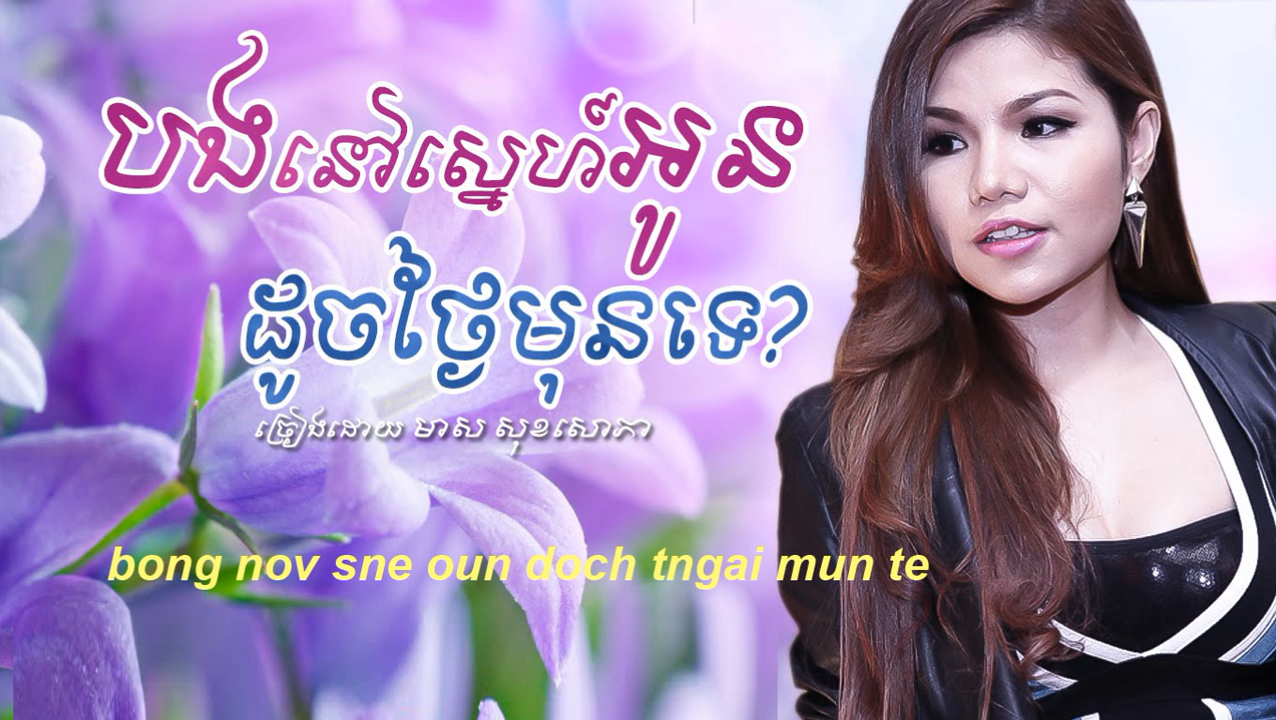 បងនៅស្នេហ៍អូន
ដូចថ្ងៃមុនទេ?
ច្រៀងដោយ មាស សុខសោភា
bong nov sne oun doch tngai mun te